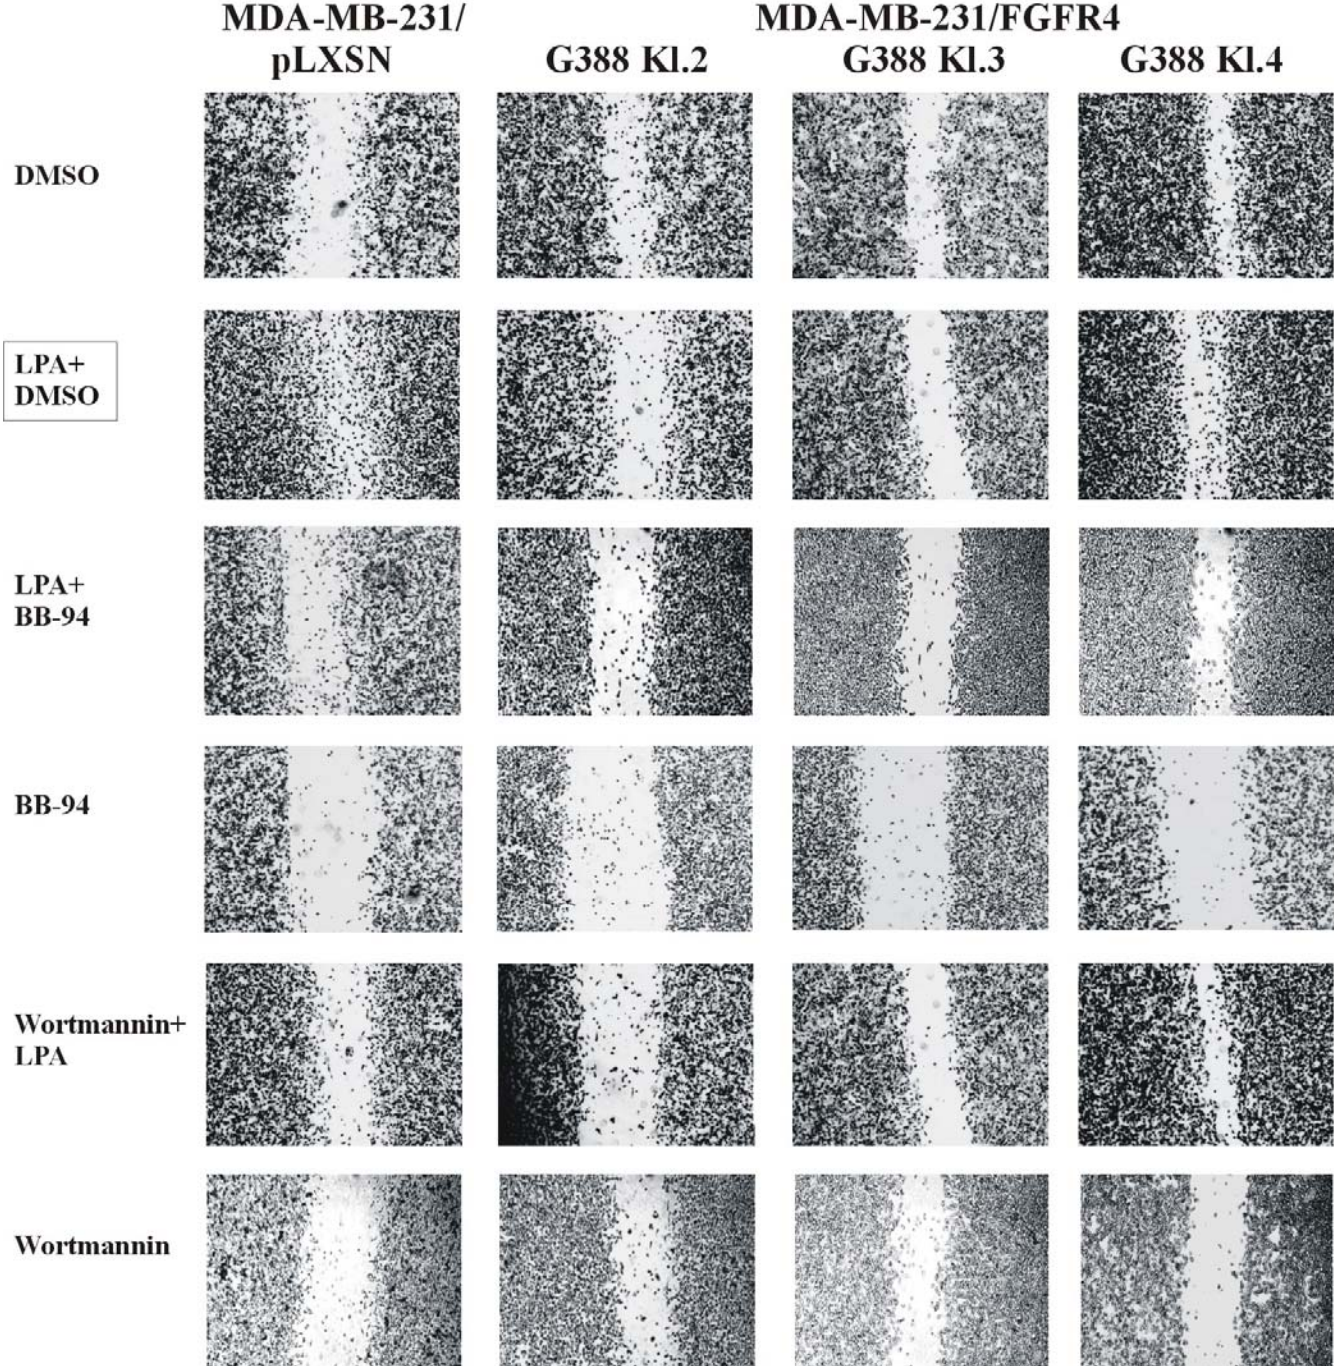 MDA-MB-231/ MDA-MB-231/FGFR4
pLXSN G388 Kl.2 G388 Kl.3 G388 Kl.4
DMSO
LPA+
DMSO
LPA+
BB-94
BB-94
Wortmannin+
LPA
Wortmannin